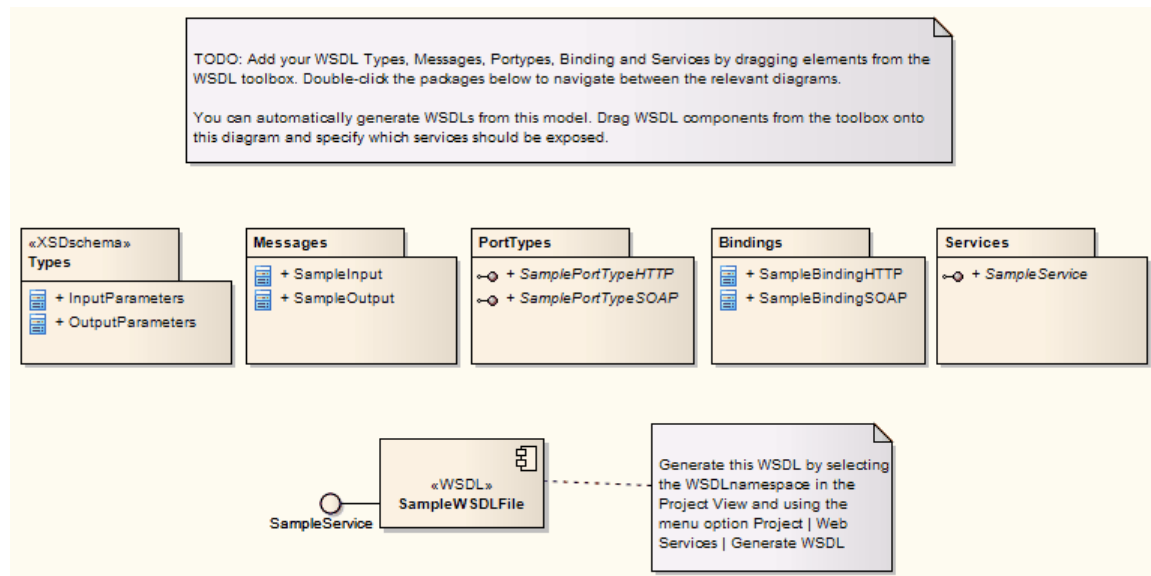 TODO: Add your WSDL Types, Messages, Portypes, Binding and Services by dragging elements from the
WSDL toolbox. Double-click the packages below to navigate between the relevant diagrams.
You can automatically generate WSDLs from this model. Drag WSDL components from the toolbox onto
this diagram and specify which services should be exposed.
«XSDschema»
Types
+ InputParameters
+ OutputParameters
Messages
+ SampleInput
+ SampleOutput
PortTypes
+ SamplePortTypeHTTP
+ SamplePortTypeSOAP
Bindings
+ SampleBindingHTTP
+ SampleBindingSOAP
Services
+ SampleService
«WSDL»
SampleWSDLFile
SampleService
Generate this WSDL by selecting
the WSDLnamespace in the
Project View and using the
menu option Project | Web
Services | Generate WSDL